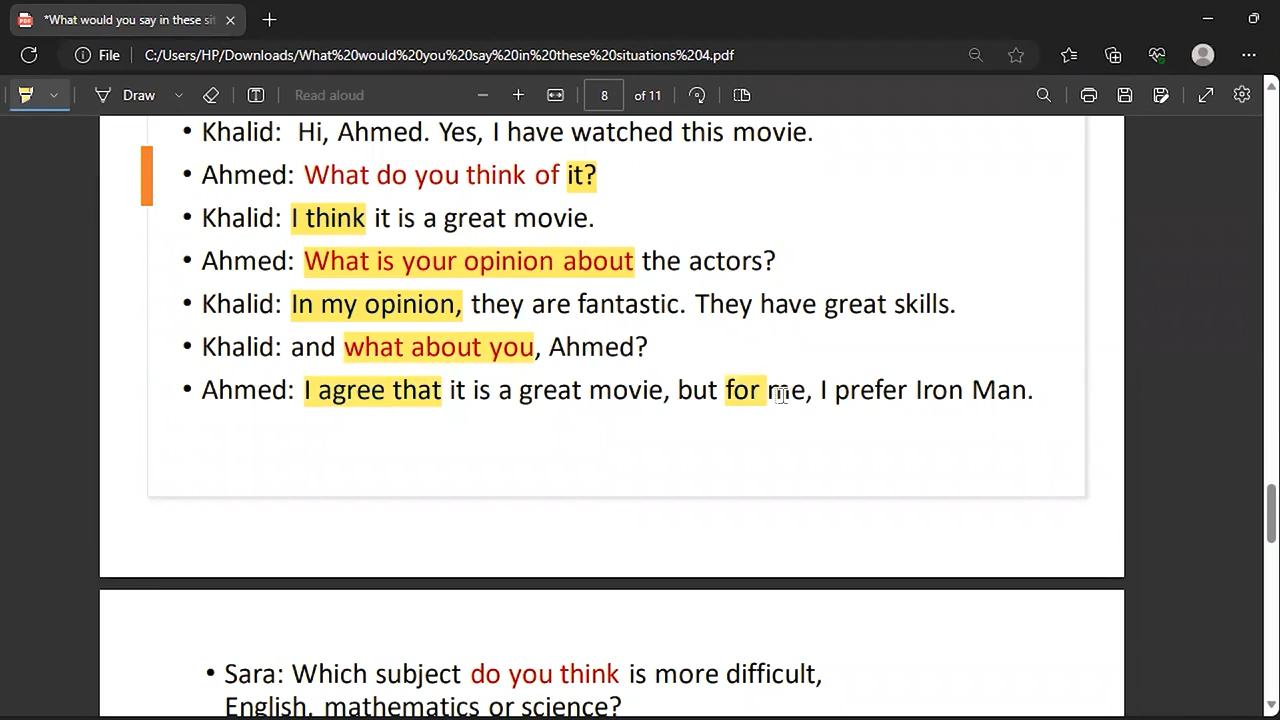 *What would you say in these sit
File
C:/Users/HP/Downloads/What%20would%20you%20say%20in%20these%20situations%204.pdf
Draw
Read aloud
8 of 11
• Khalid: Hi, Ahmed. Yes, I have watched this movie.
• Ahmed: What do you think of it?
• Khalid: I think it is a great movie.
• Ahmed: What is your opinion about the actors?
• Khalid: In my opinion, they are fantastic. They have great skills.
• Khalid: and what about you, Ahmed?
• Ahmed: I agree that it is a great movie, but for me, I prefer Iron Man.
• Sara: Which subject do you think is more difficult,
English, mathematics or science?